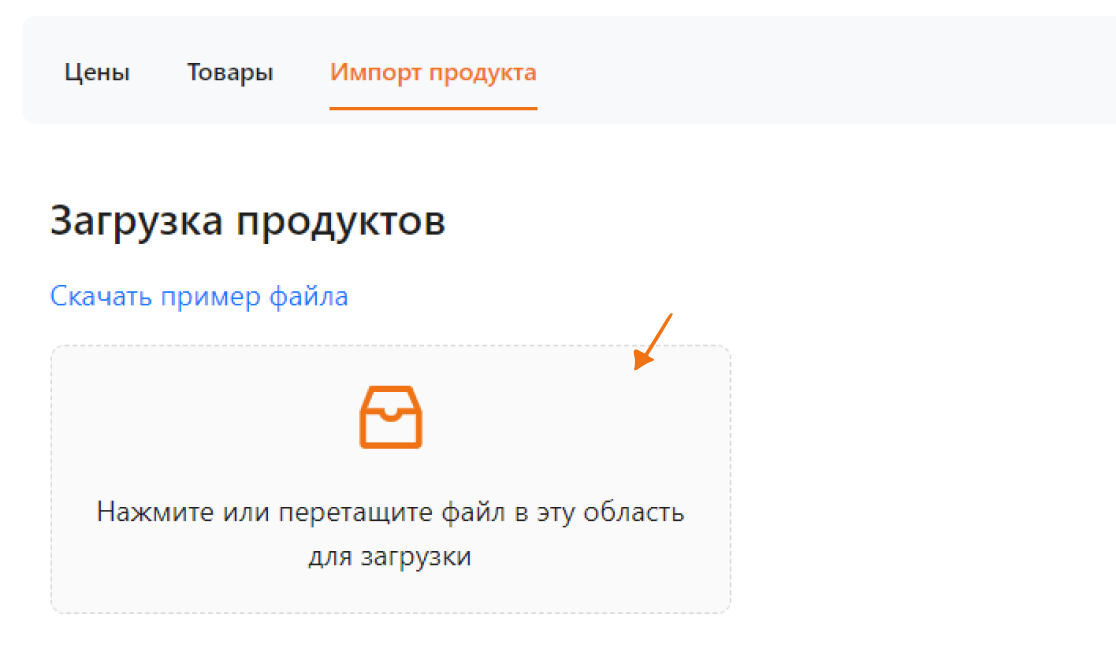 Цены Товары Импорт продукта
Загрузка продуктов
Скачать пример файла
Нажмите или перетащите файл в эту область
для загрузки